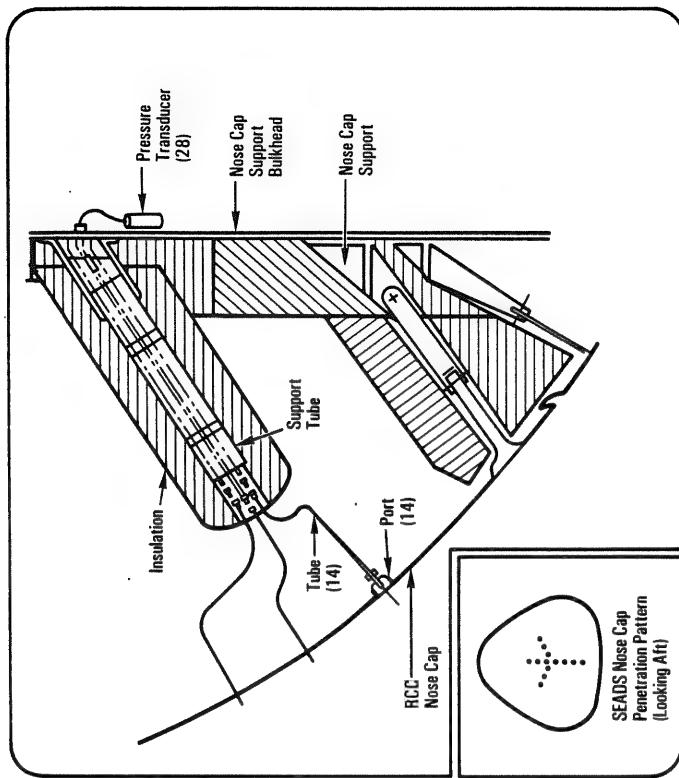 Pressure
Transducer
(28)
Nose Cap
Support
Bulkhead
Nose Cap
Support
Insulation
Support
Tube
Tube
(14)
Port
(14)
RCC
Nose Cap
SEADS Nose Cap
Penetration Pattern
(Looking Aft)